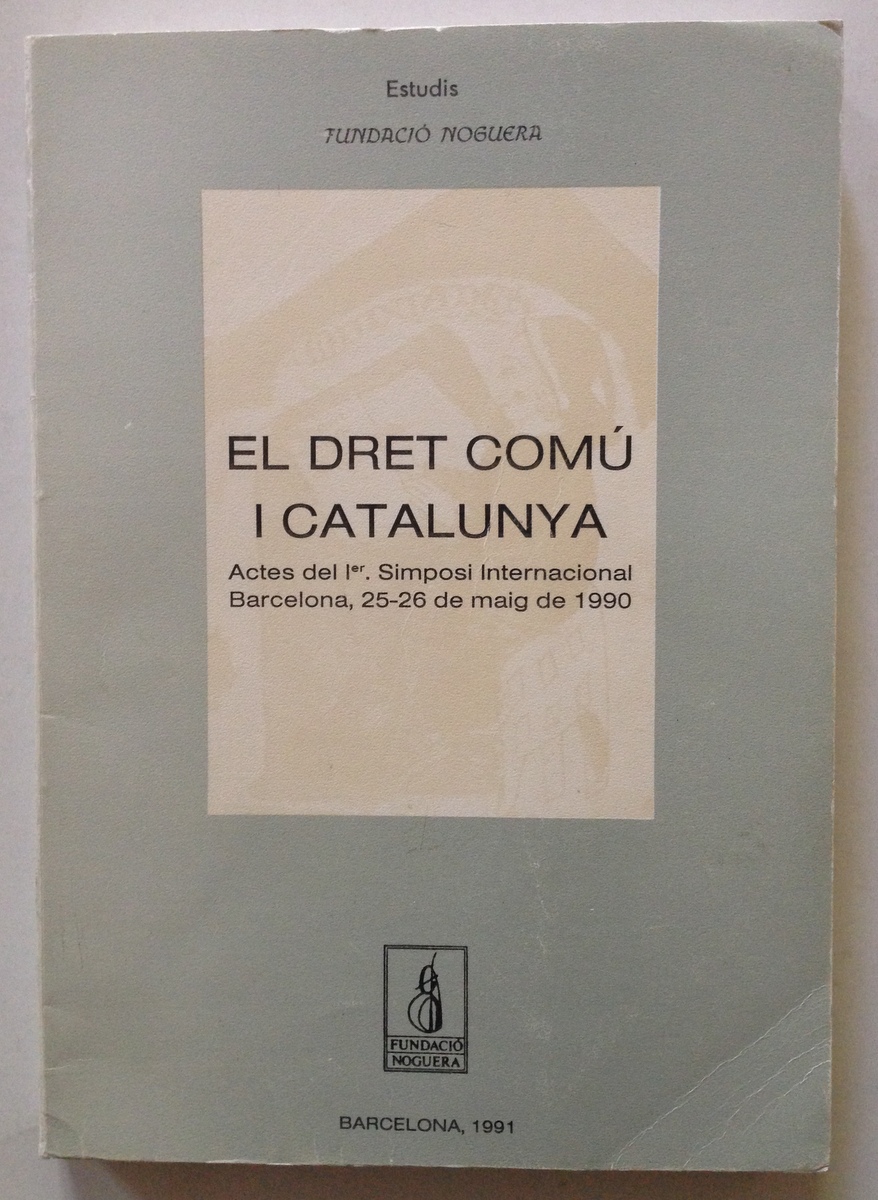 Estudis
FUNDACIÓ NOGUERA
EL DRET COMÚ
I CATALUNYA
Actes del Iᵉʳ. Simposi Internacional
Barcelona, 25-26 de maig de 1990
FUNDACIÓ
NOGUERA
BARCELONA, 1991